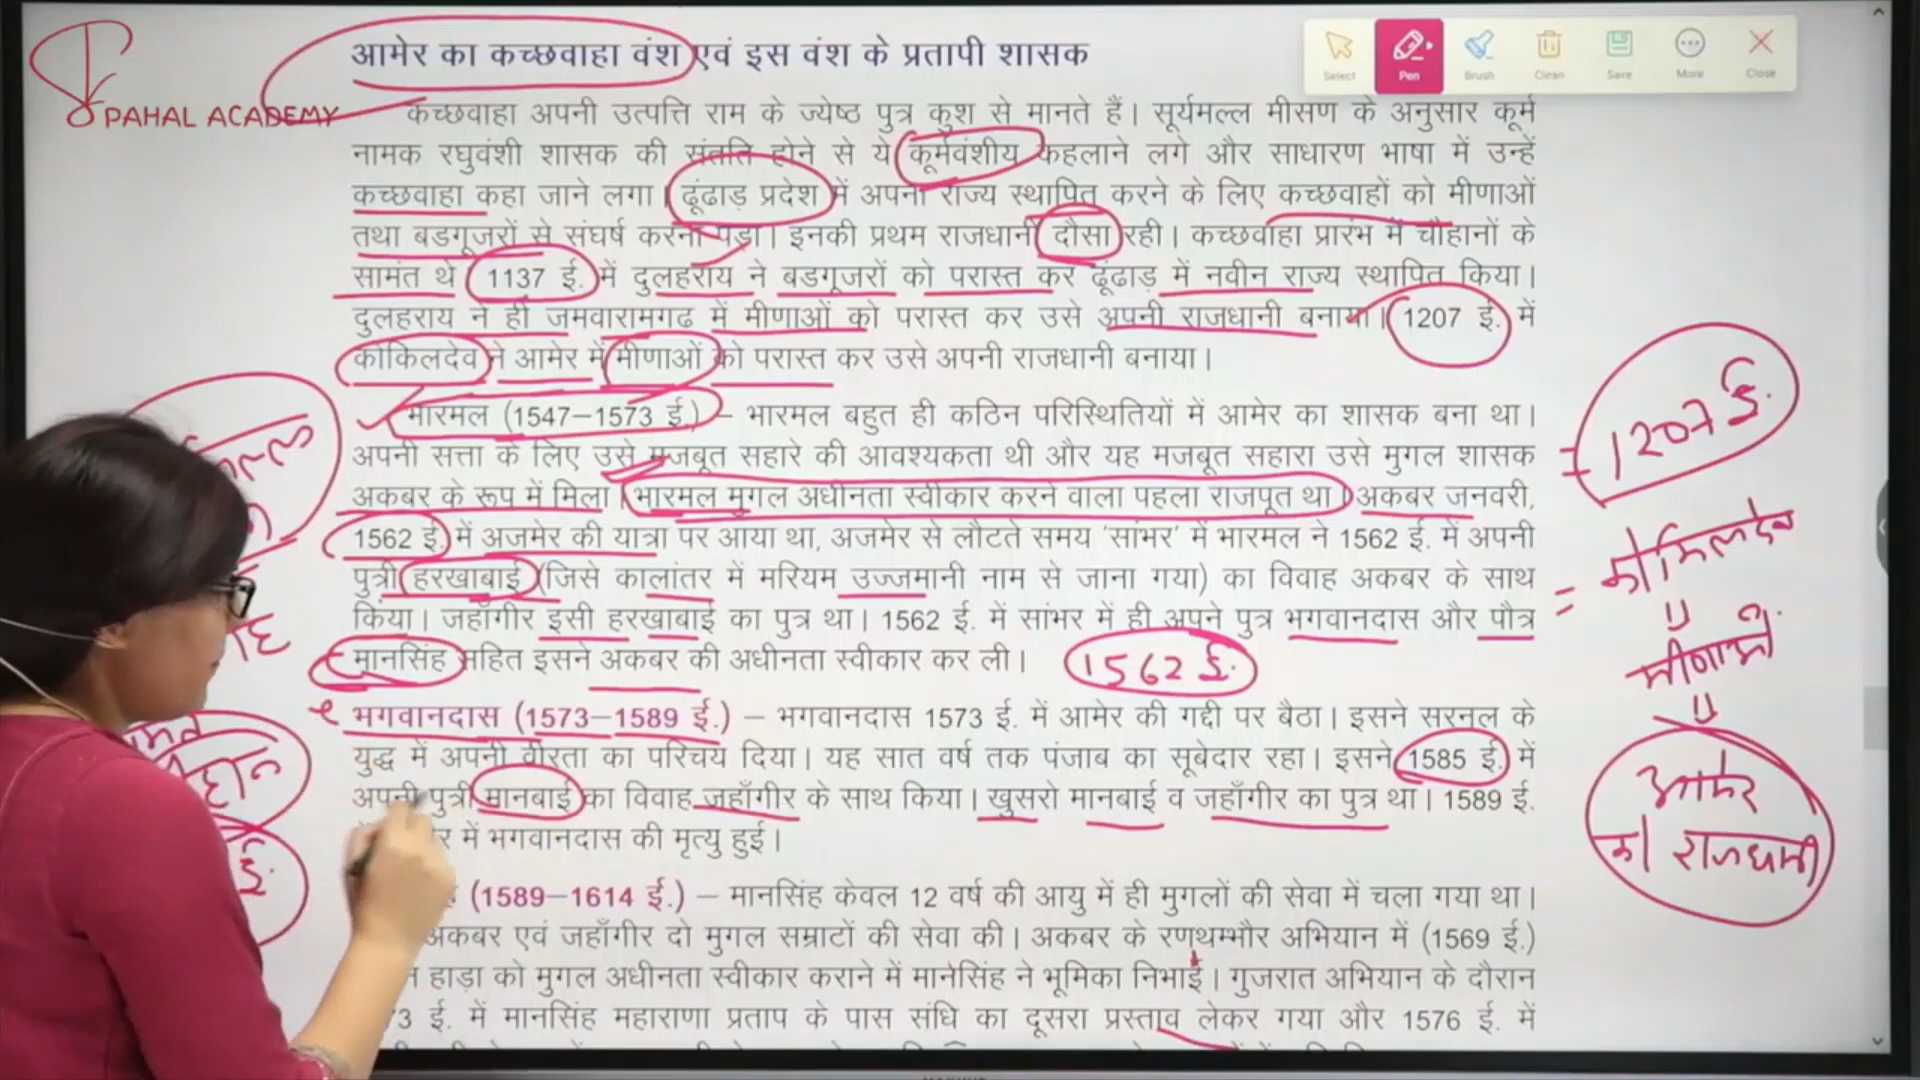 आमेर का कच्छवाहा वंश एवं इस वंश के प्रतापी शासक
Select Pen Brush Clean Save More Close
PAHAL ACADEMY
कच्छवाहा अपनी उत्पत्ति राम के ज्येष्ठ पुत्र कुश से मानते हैं। सूर्यमल्ल मीसण के अनुसार कूर्म
नामक रघुवंशी शासक की संतति होने से ये कूर्मवंशीय कहलाने लगे और साधारण भाषा में उन्हें
कच्छवाहा कहा जाने लगा। ढूंढाड़ प्रदेश में अपना राज्य स्थापित करने के लिए कच्छवाहों को मीणाओं
तथा बडगूजरों से संघर्ष करना पड़ा। इनकी प्रथम राजधानी दौसा रही। कच्छवाहा प्रारंभ में चौहानों के
सामंत थे 1137 ई. में दुलहराय ने बडगूजरों को परास्त कर ढूंढाड़ में नवीन राज्य स्थापित किया।
दुलहराय ने ही जमवारामगढ में मीणाओं को परास्त कर उसे अपनी राजधानी बनाया। 1207 ई. में
कोकिलदेव ने आमेर में मीणाओं को परास्त कर उसे अपनी राजधानी बनाया।
भारमल (1547–1573 ई.) – भारमल बहुत ही कठिन परिस्थितियों में आमेर का शासक बना था।
अपनी सत्ता के लिए उसे मजबूत सहारे की आवश्यकता थी और यह मजबूत सहारा उसे मुगल शासक
अकबर के रूप में मिला। भारमल मुगल अधीनता स्वीकार करने वाला पहला राजपूत था। अकबर जनवरी,
1562 ई. में अजमेर की यात्रा पर आया था, अजमेर से लौटते समय 'सांभर' में भारमल ने 1562 ई. में अपनी
पुत्री हरखाबाई (जिसे कालांतर में मरियम उज्जमानी नाम से जाना गया) का विवाह अकबर के साथ
किया। जहाँगीर इसी हरखाबाई का पुत्र था। 1562 ई. में सांभर में ही अपने पुत्र भगवानदास और पौत्र
मानसिंह सहित इसने अकबर की अधीनता स्वीकार कर ली।
1562 ई.
भगवानदास (1573–1589 ई.) – भगवानदास 1573 ई. में आमेर की गद्दी पर बैठा। इसने सरनल के
युद्ध में अपनी वीरता का परिचय दिया। यह सात वर्ष तक पंजाब का सूबेदार रहा। इसने 1585 ई. में
अपनी पुत्री मानबाई का विवाह जहाँगीर के साथ किया। खुसरो मानबाई व जहाँगीर का पुत्र था। 1589 ई.
में भगवानदास की मृत्यु हुई।
(1589–1614 ई.) – मानसिंह केवल 12 वर्ष की आयु में ही मुगलों की सेवा में चला गया था।
अकबर एवं जहाँगीर दो मुगल सम्राटों की सेवा की। अकबर के रणथम्भौर अभियान में (1569 ई.)
हाड़ा को मुगल अधीनता स्वीकार कराने में मानसिंह ने भूमिका निभाई। गुजरात अभियान के दौरान
ई. में मानसिंह महाराणा प्रताप के पास संधि का दूसरा प्रस्ताव लेकर गया और 1576 ई. में
= 1207 ई.
= कोकिलदेव
मीणाओ
आमेर
को राजधानी
ई.